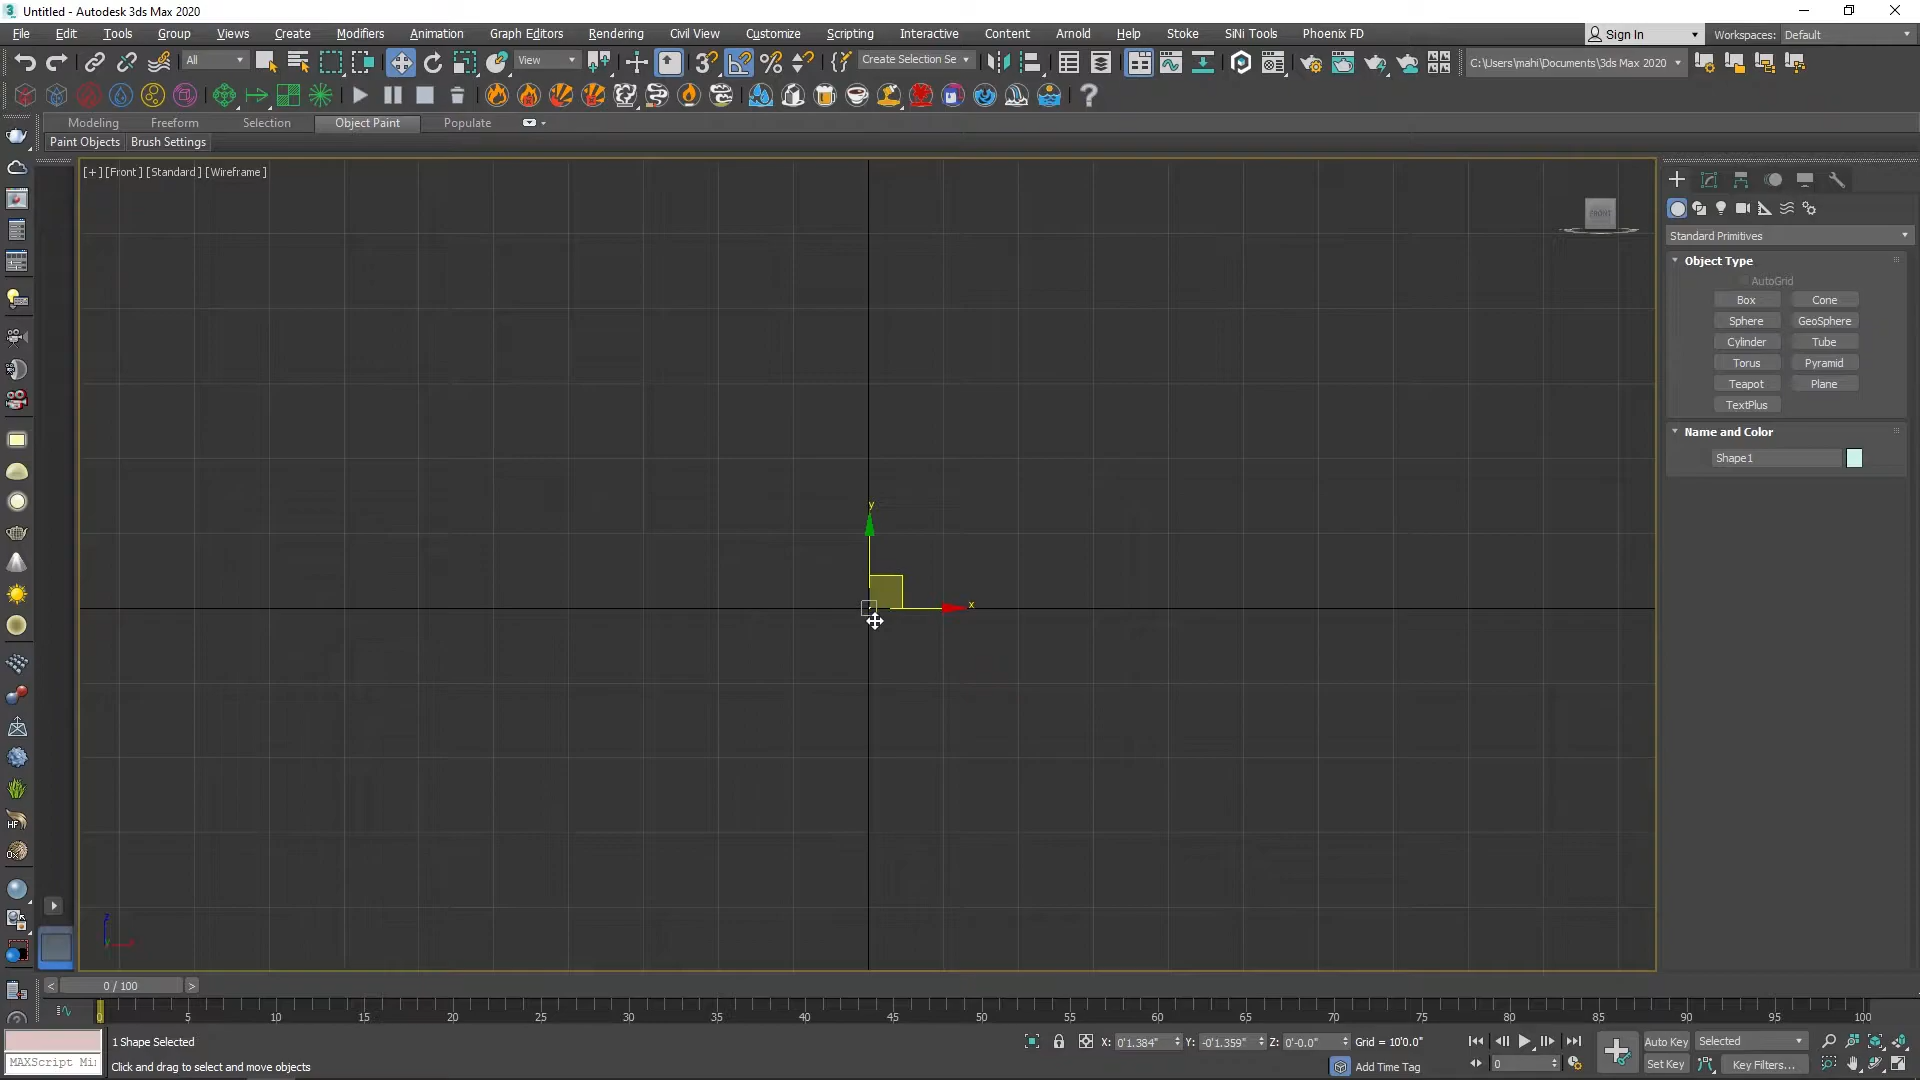 Untitled - Autodesk 3ds Max 2020
File Edit Tools Group Views Create Modifiers Animation Graph Editors Rendering Civil View Customize Scripting Interactive Content Arnold Help Stoke SiNi Tools Phoenix FD Sign In Workspaces: Default
All View Create Selection Se C:\Users\mahi\Documents\3ds Max 2020
Modeling Freeform Selection Object Paint Populate
Paint Objects Brush Settings
[+] [Front] [Standard] [Wireframe]
FRONT
Standard Primitives
Object Type
AutoGrid
Box Cone
Sphere GeoSphere
Cylinder Tube
Torus Pyramid
Teapot Plane
TextPlus
Name and Color
Shape1
y
x
z
0 / 100
0 5 10 15 20 25 30 35 40 45 50 55 60 65 70 75 80 85 90 95 100
1 Shape Selected X: 0'1.384" Y: -0'1.359" Z: 0'-0.0" Grid = 10'0.0" Auto Key Selected
MAXScript Mi Click and drag to select and move objects Add Time Tag 0 Set Key Key Filters...